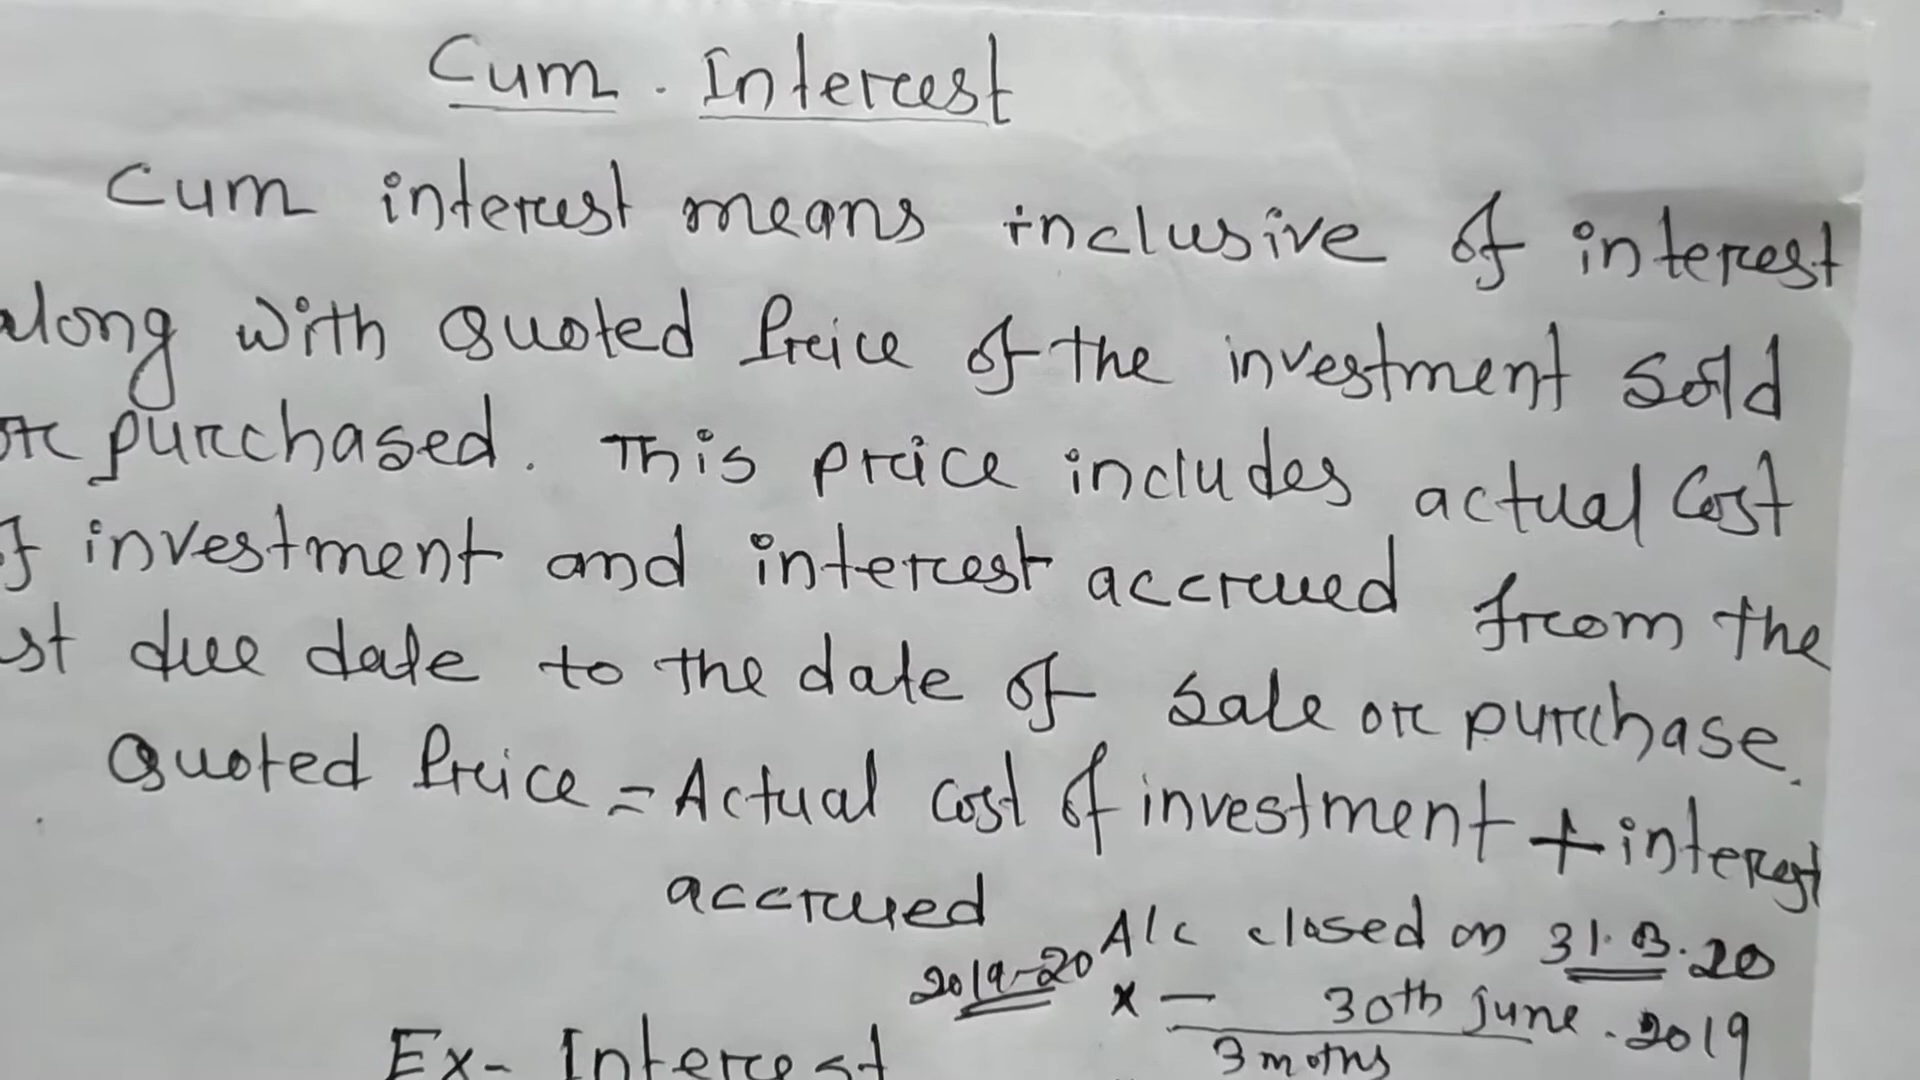 Cum . Interest
Cum interest means inclusive of interest
along with quoted Price of the investment sold
or purchased. This price includes actual Cost
of investment and interest accrued from the
st due date to the date of sale or purchase.
Quoted Price = Actual cost of investment + interest
accrued
A/c closed on 31.3.20
2019-20
x — 30th june . 2019
3 moths
Ex- Interest